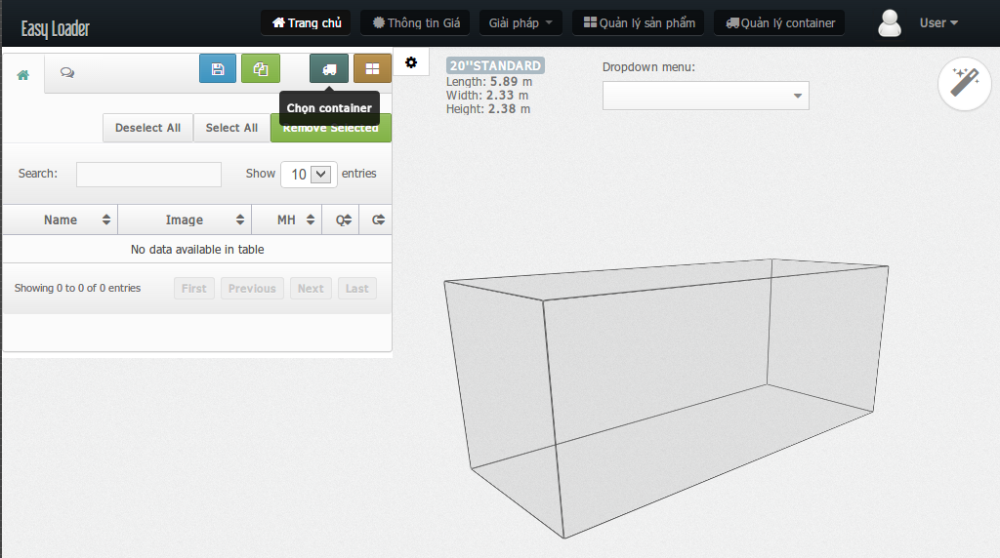 Easy Loader
Trang chủ
Thông tin Giá
Giải pháp
Quản lý sản phẩm
Quản lý container
User
Chọn container
20''STANDARD
Length: 5.89 m
Width: 2.33 m
Height: 2.38 m
Dropdown menu:
Deselect All
Select All
Remove Selected
Search:
Show 10 entries
Name
Image
MH
No data available in table
Showing 0 to 0 of 0 entries
First
Previous
Next
Last